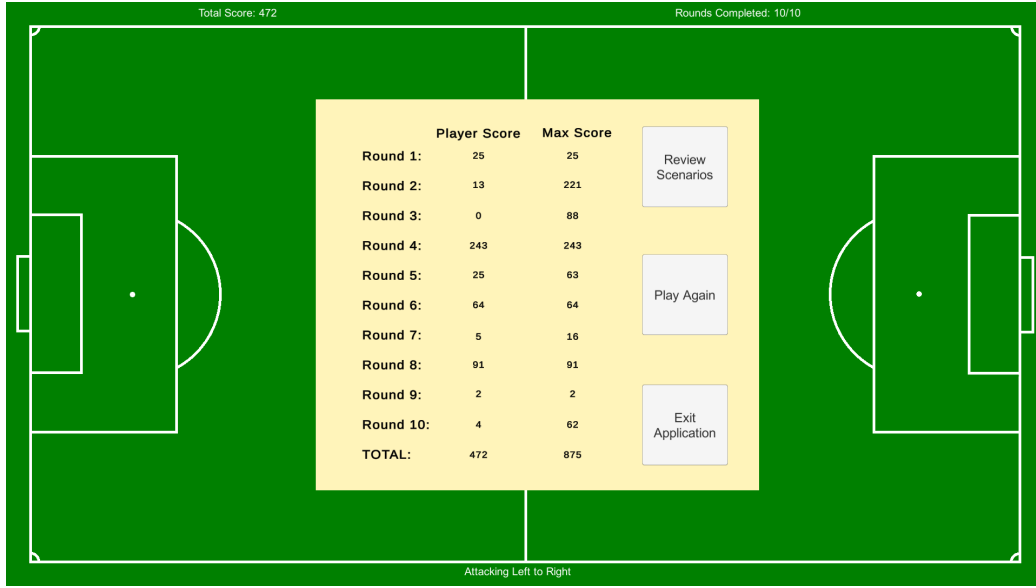 Total Score: 472 Rounds Completed: 10/10
Player Score Max Score
Round 1: 25 25
Round 2: 13 221
Round 3: 0 88
Round 4: 243 243
Round 5: 25 63
Round 6: 64 64
Round 7: 5 16
Round 8: 91 91
Round 9: 2 2
Round 10: 4 62
TOTAL: 472 875
Review
Scenarios
Play Again
Exit
Application
Attacking Left to Right